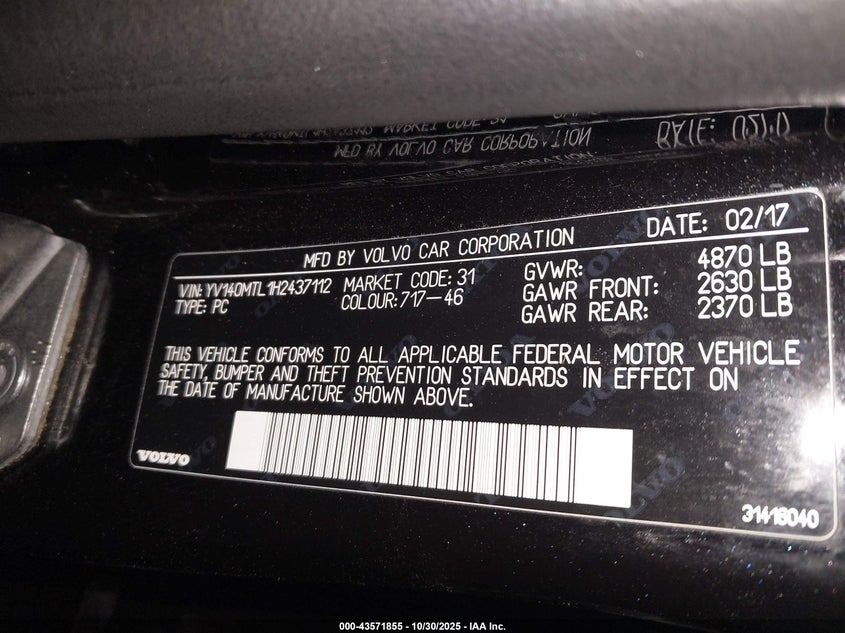 MFD BY VOLVO CAR CORPORATION DATE: 02/17
VIN: YV140MTL1H2437112 MARKET CODE: 31 GVWR: 4870 LB
TYPE: PC COLOUR: 717-46 GAWR FRONT: 2630 LB
GAWR REAR: 2370 LB
THIS VEHICLE CONFORMS TO ALL APPLICABLE FEDERAL MOTOR VEHICLE
SAFETY, BUMPER AND THEFT PREVENTION STANDARDS IN EFFECT ON
THE DATE OF MANUFACTURE SHOWN ABOVE.
VOLVO
31416040
000-43571855 - 10/30/2025 - IAA Inc.